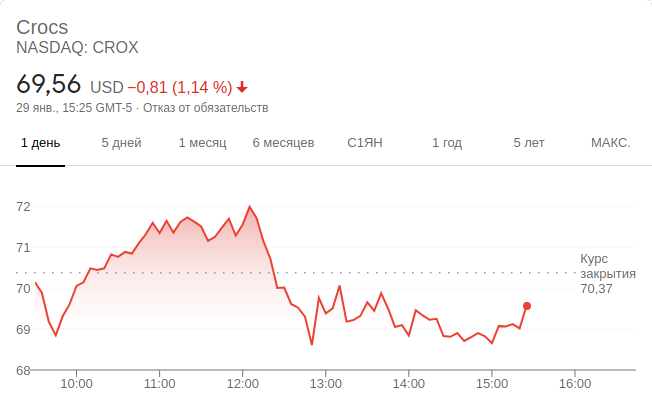 Crocs
NASDAQ: CROX
69,56 USD −0,81 (1,14 %)
29 янв., 15:25 GMT-5 · Отказ от обязательств
1 день 5 дней 1 месяц 6 месяцев С1ЯН 1 год 5 лет МАКС.
72
71
Курс
закрытия
70,37
70
69
68
10:00 11:00 12:00 13:00 14:00 15:00 16:00